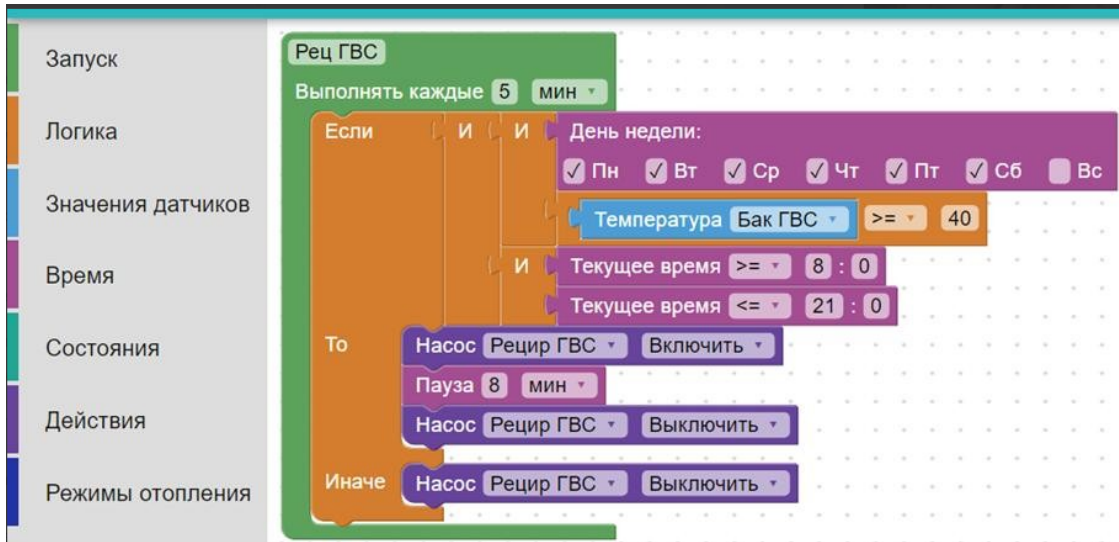 Запуск
Логика
Значения датчиков
Время
Состояния
Действия
Режимы отопления
Рец ГВС
Выполнять каждые 5 мин
Если И И День недели:
Пн Вт Ср Чт Пт Сб Вс
Температура Бак ГВС >= 40
И Текущее время >= 8 : 0
Текущее время <= 21 : 0
То Насос Рецир ГВС Включить
Пауза 8 мин
Насос Рецир ГВС Выключить
Иначе Насос Рецир ГВС Выключить